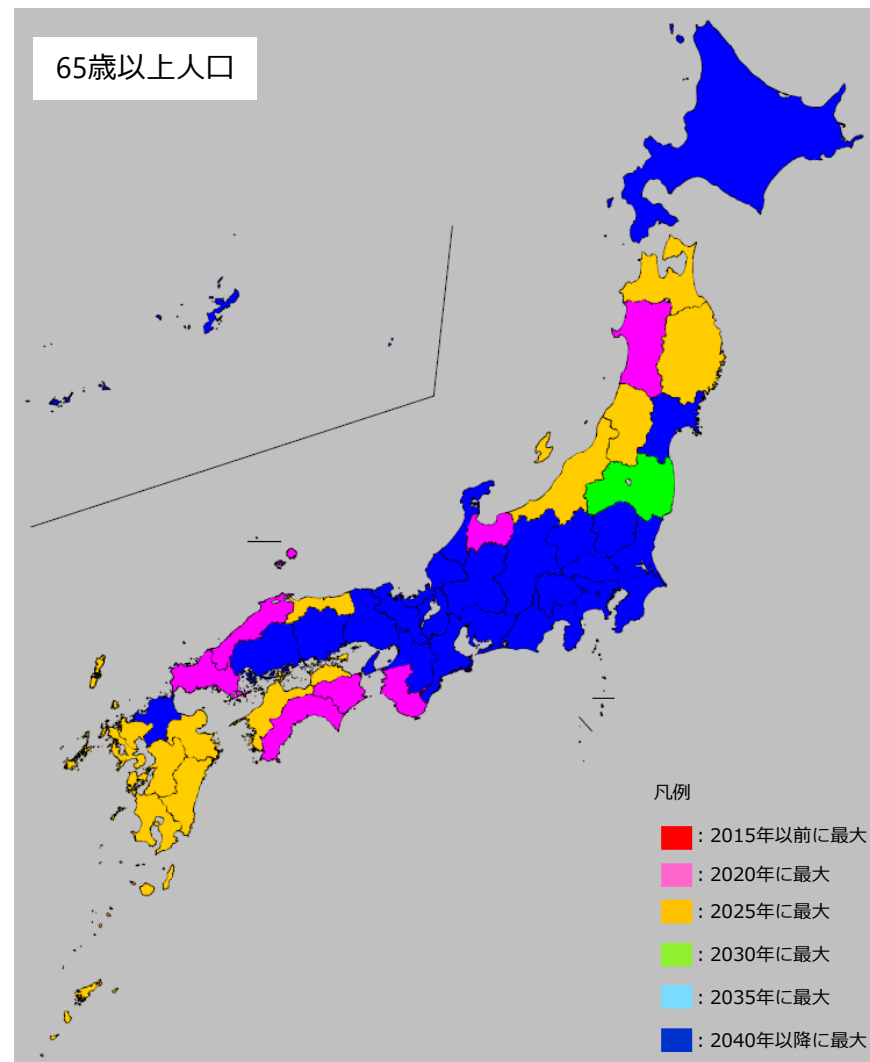 65歳以上人口
凡例
：2015年以前に最大
：2020年に最大
：2025年に最大
：2030年に最大
：2035年に最大
：2040年以降に最大